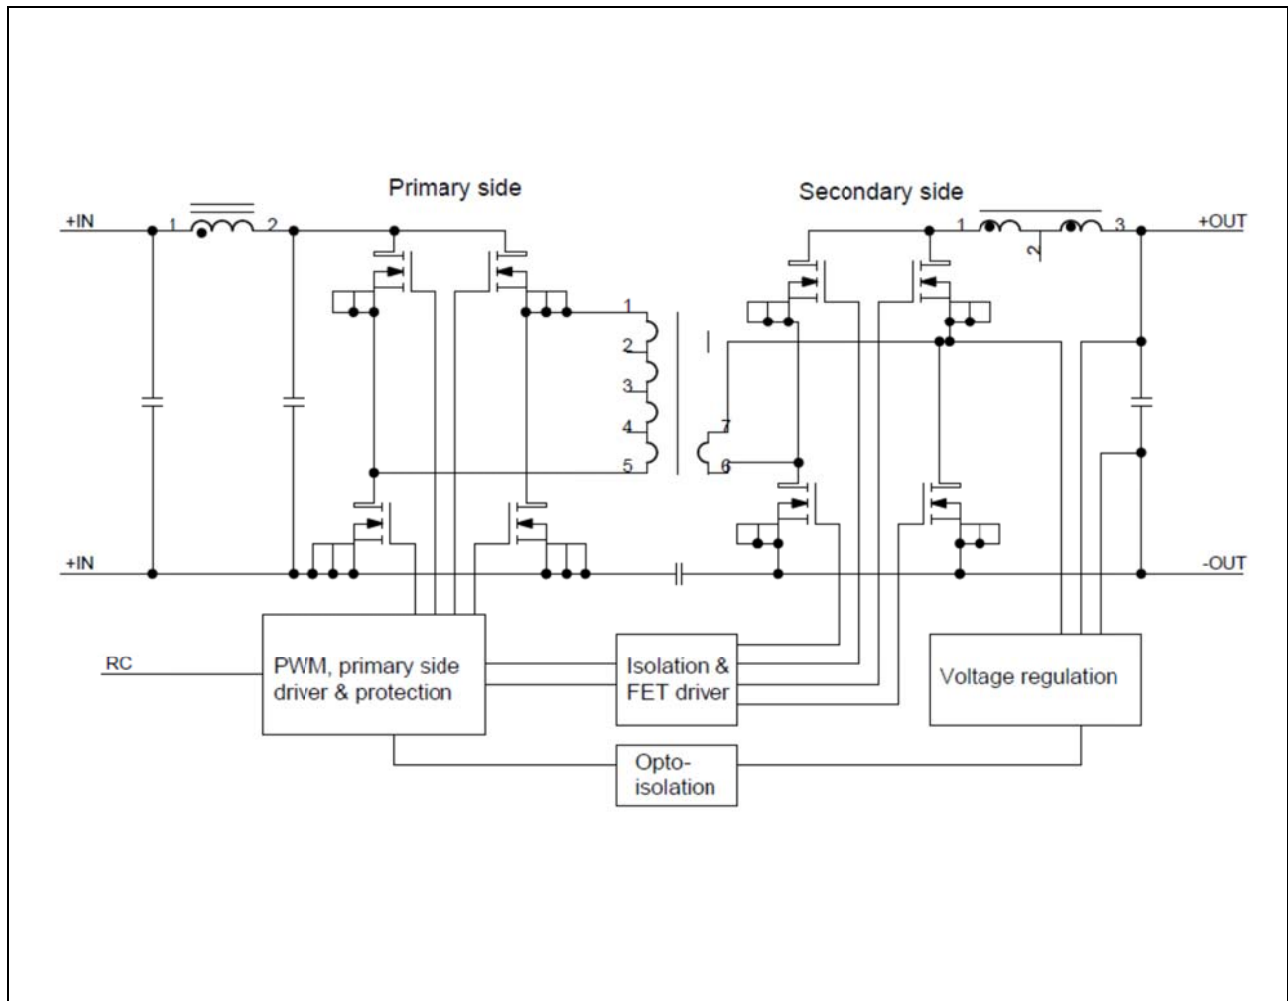 Primary side
Secondary side
+IN
1
2
1
2
3
+OUT
1
2
3
4
5
7
6
+IN
-OUT
RC
PWM, primary side
driver & protection
Isolation &
FET driver
Voltage regulation
Opto-
isolation